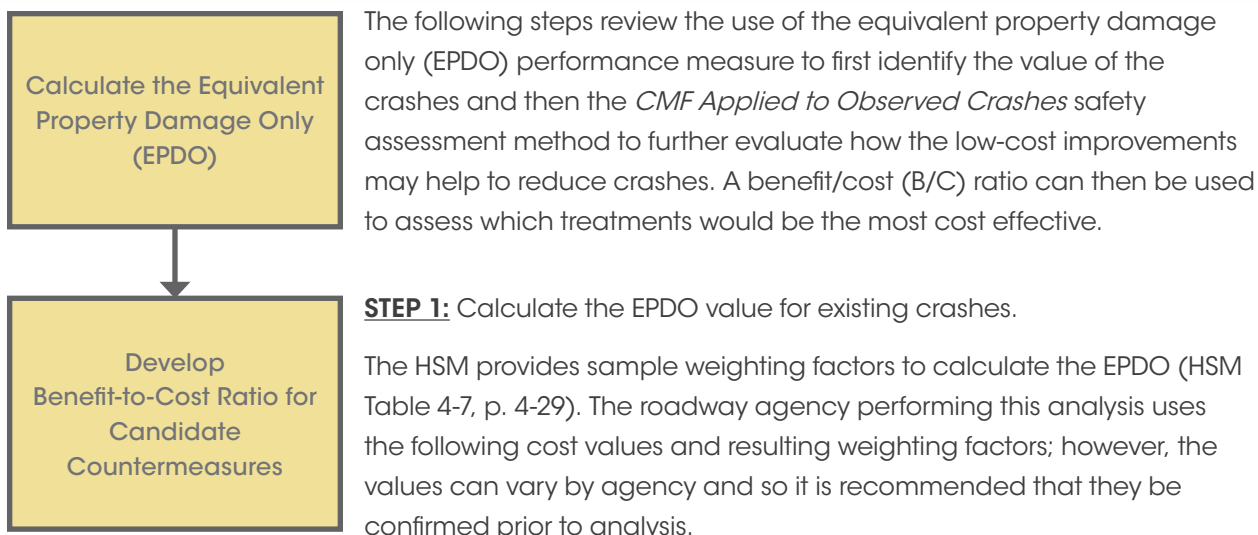 Calculate the Equivalent
Property Damage Only
(EPDO)
Develop
Benefit-to-Cost Ratio for
Candidate
Countermeasures
The following steps review the use of the equivalent property damage
only (EPDO) performance measure to first identify the value of the
crashes and then the CMF Applied to Observed Crashes safety
assessment method to further evaluate how the low-cost improvements
may help to reduce crashes. A benefit/cost (B/C) ratio can then be used
to assess which treatments would be the most cost effective.
STEP 1: Calculate the EPDO value for existing crashes.
The HSM provides sample weighting factors to calculate the EPDO (HSM
Table 4-7, p. 4-29). The roadway agency performing this analysis uses
the following cost values and resulting weighting factors; however, the
values can vary by agency and so it is recommended that they be
confirmed prior to analysis.